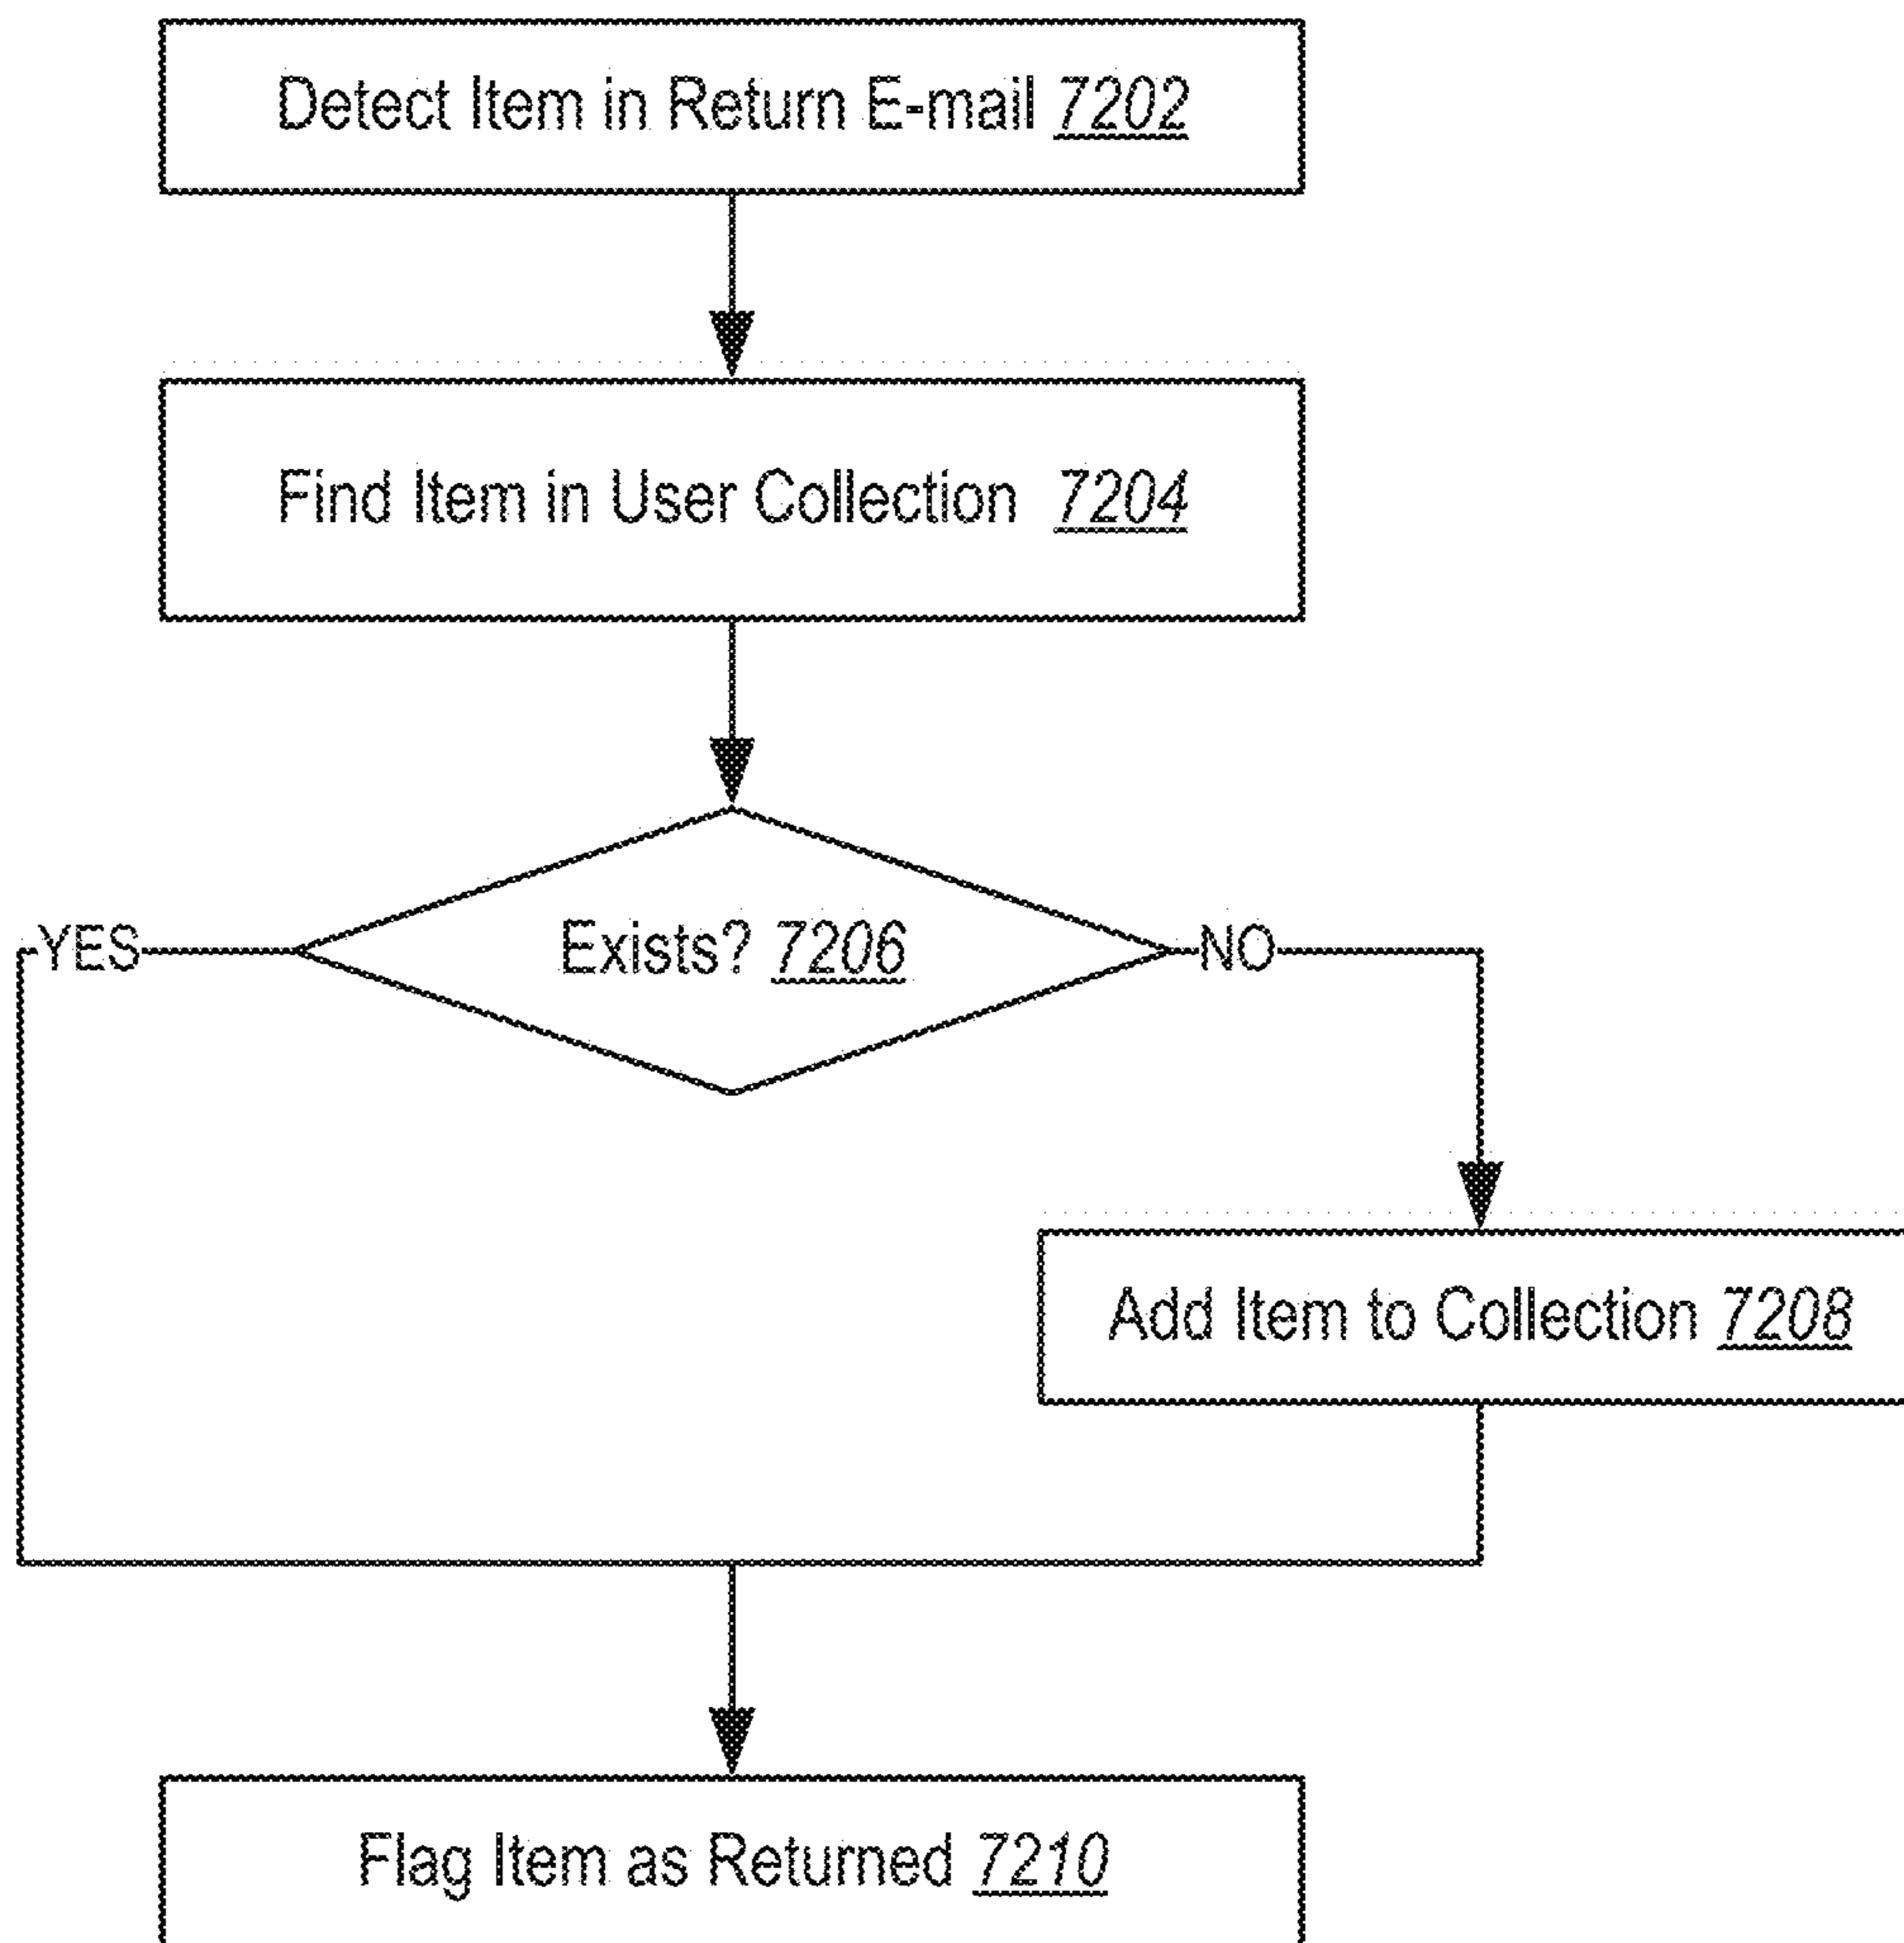 Detect Item in Return E-mail 7202
Find Item in User Collection 7204
Exists? 7206
YES
NO
Add Item to Collection 7208
Flag Item as Returned 7210